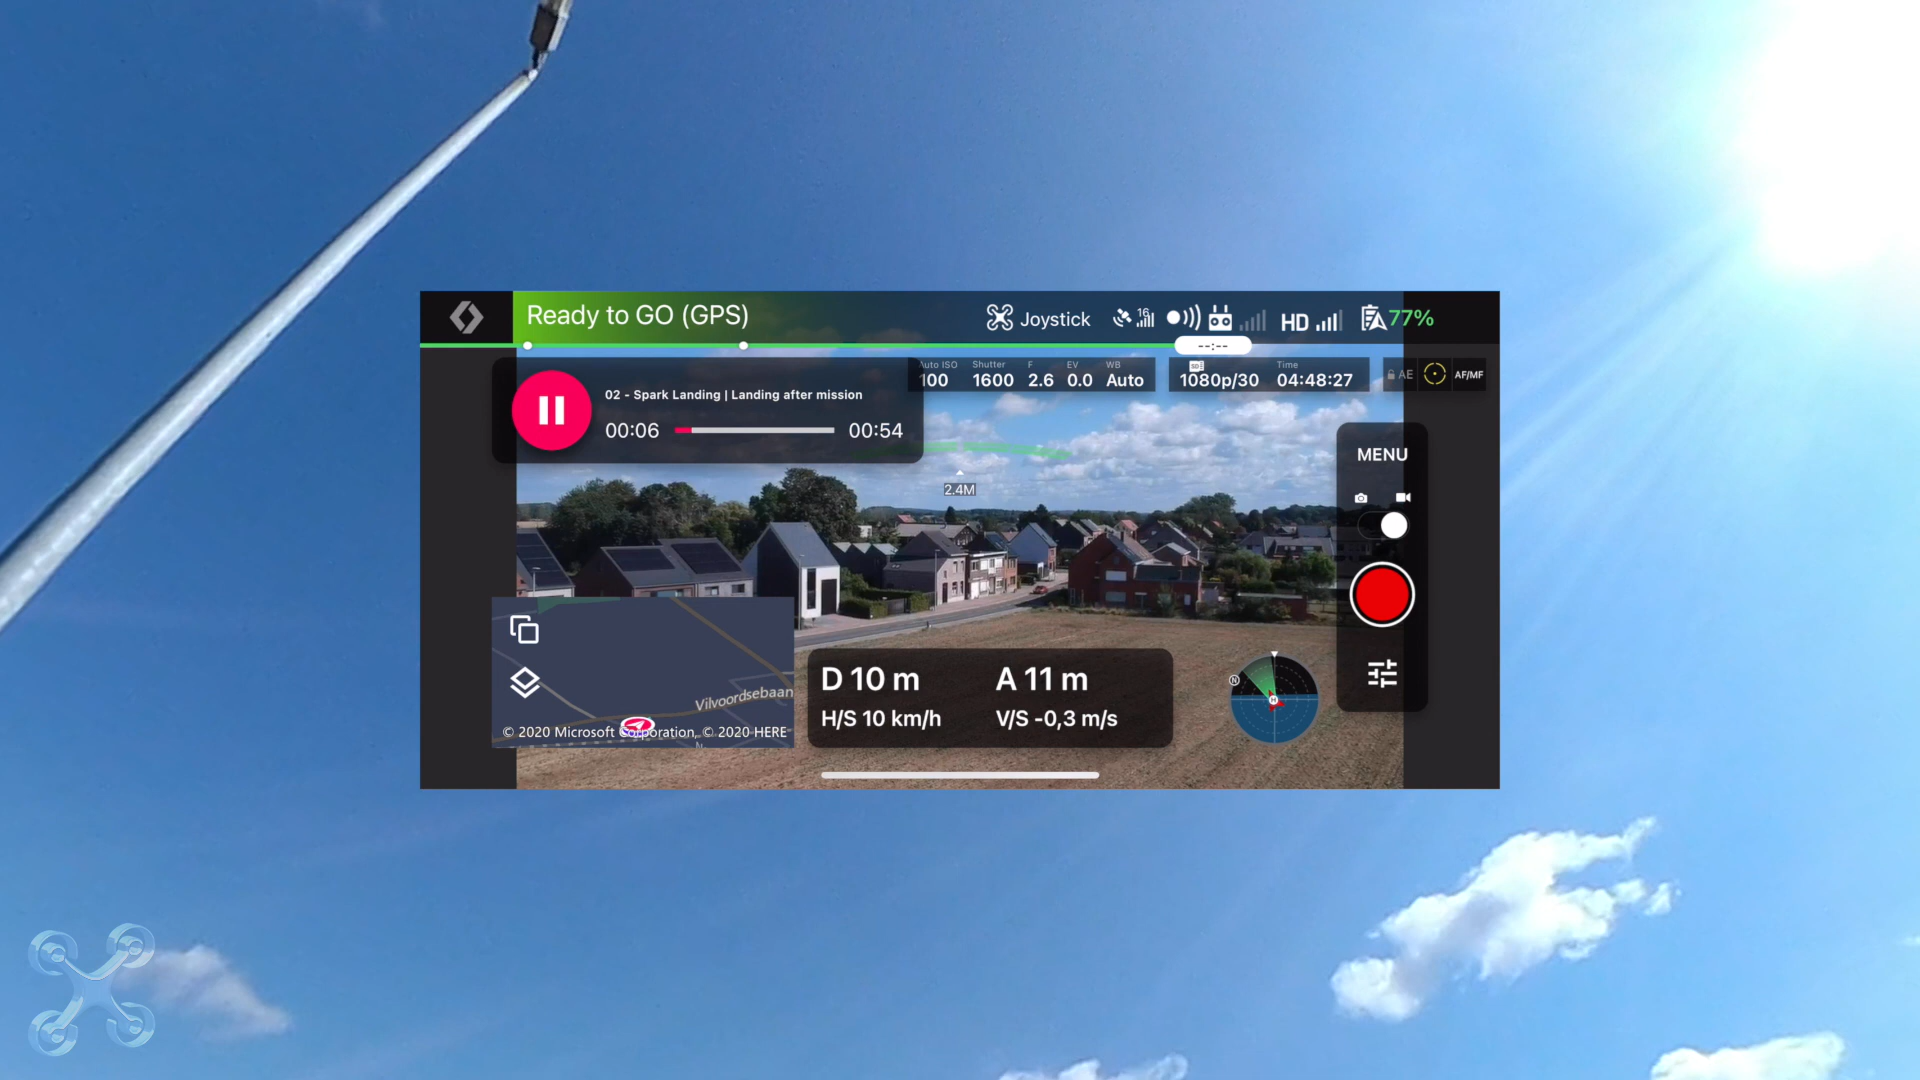 Ready to GO (GPS)
Joystick
16
HD
77%
--:--
02 - Spark Landing | Landing after mission
00:06
00:54
Auto ISO
100
Shutter
1600
F
2.6
EV
0.0
WB
Auto
1080p/30
Time
04:48:27
AE
AF/MF
MENU
2.4M
Vilvoordsebaan
© 2020 Microsoft Corporation, © 2020 HERE
D 10 m
A 11 m
H/S 10 km/h
V/S -0,3 m/s
N
H